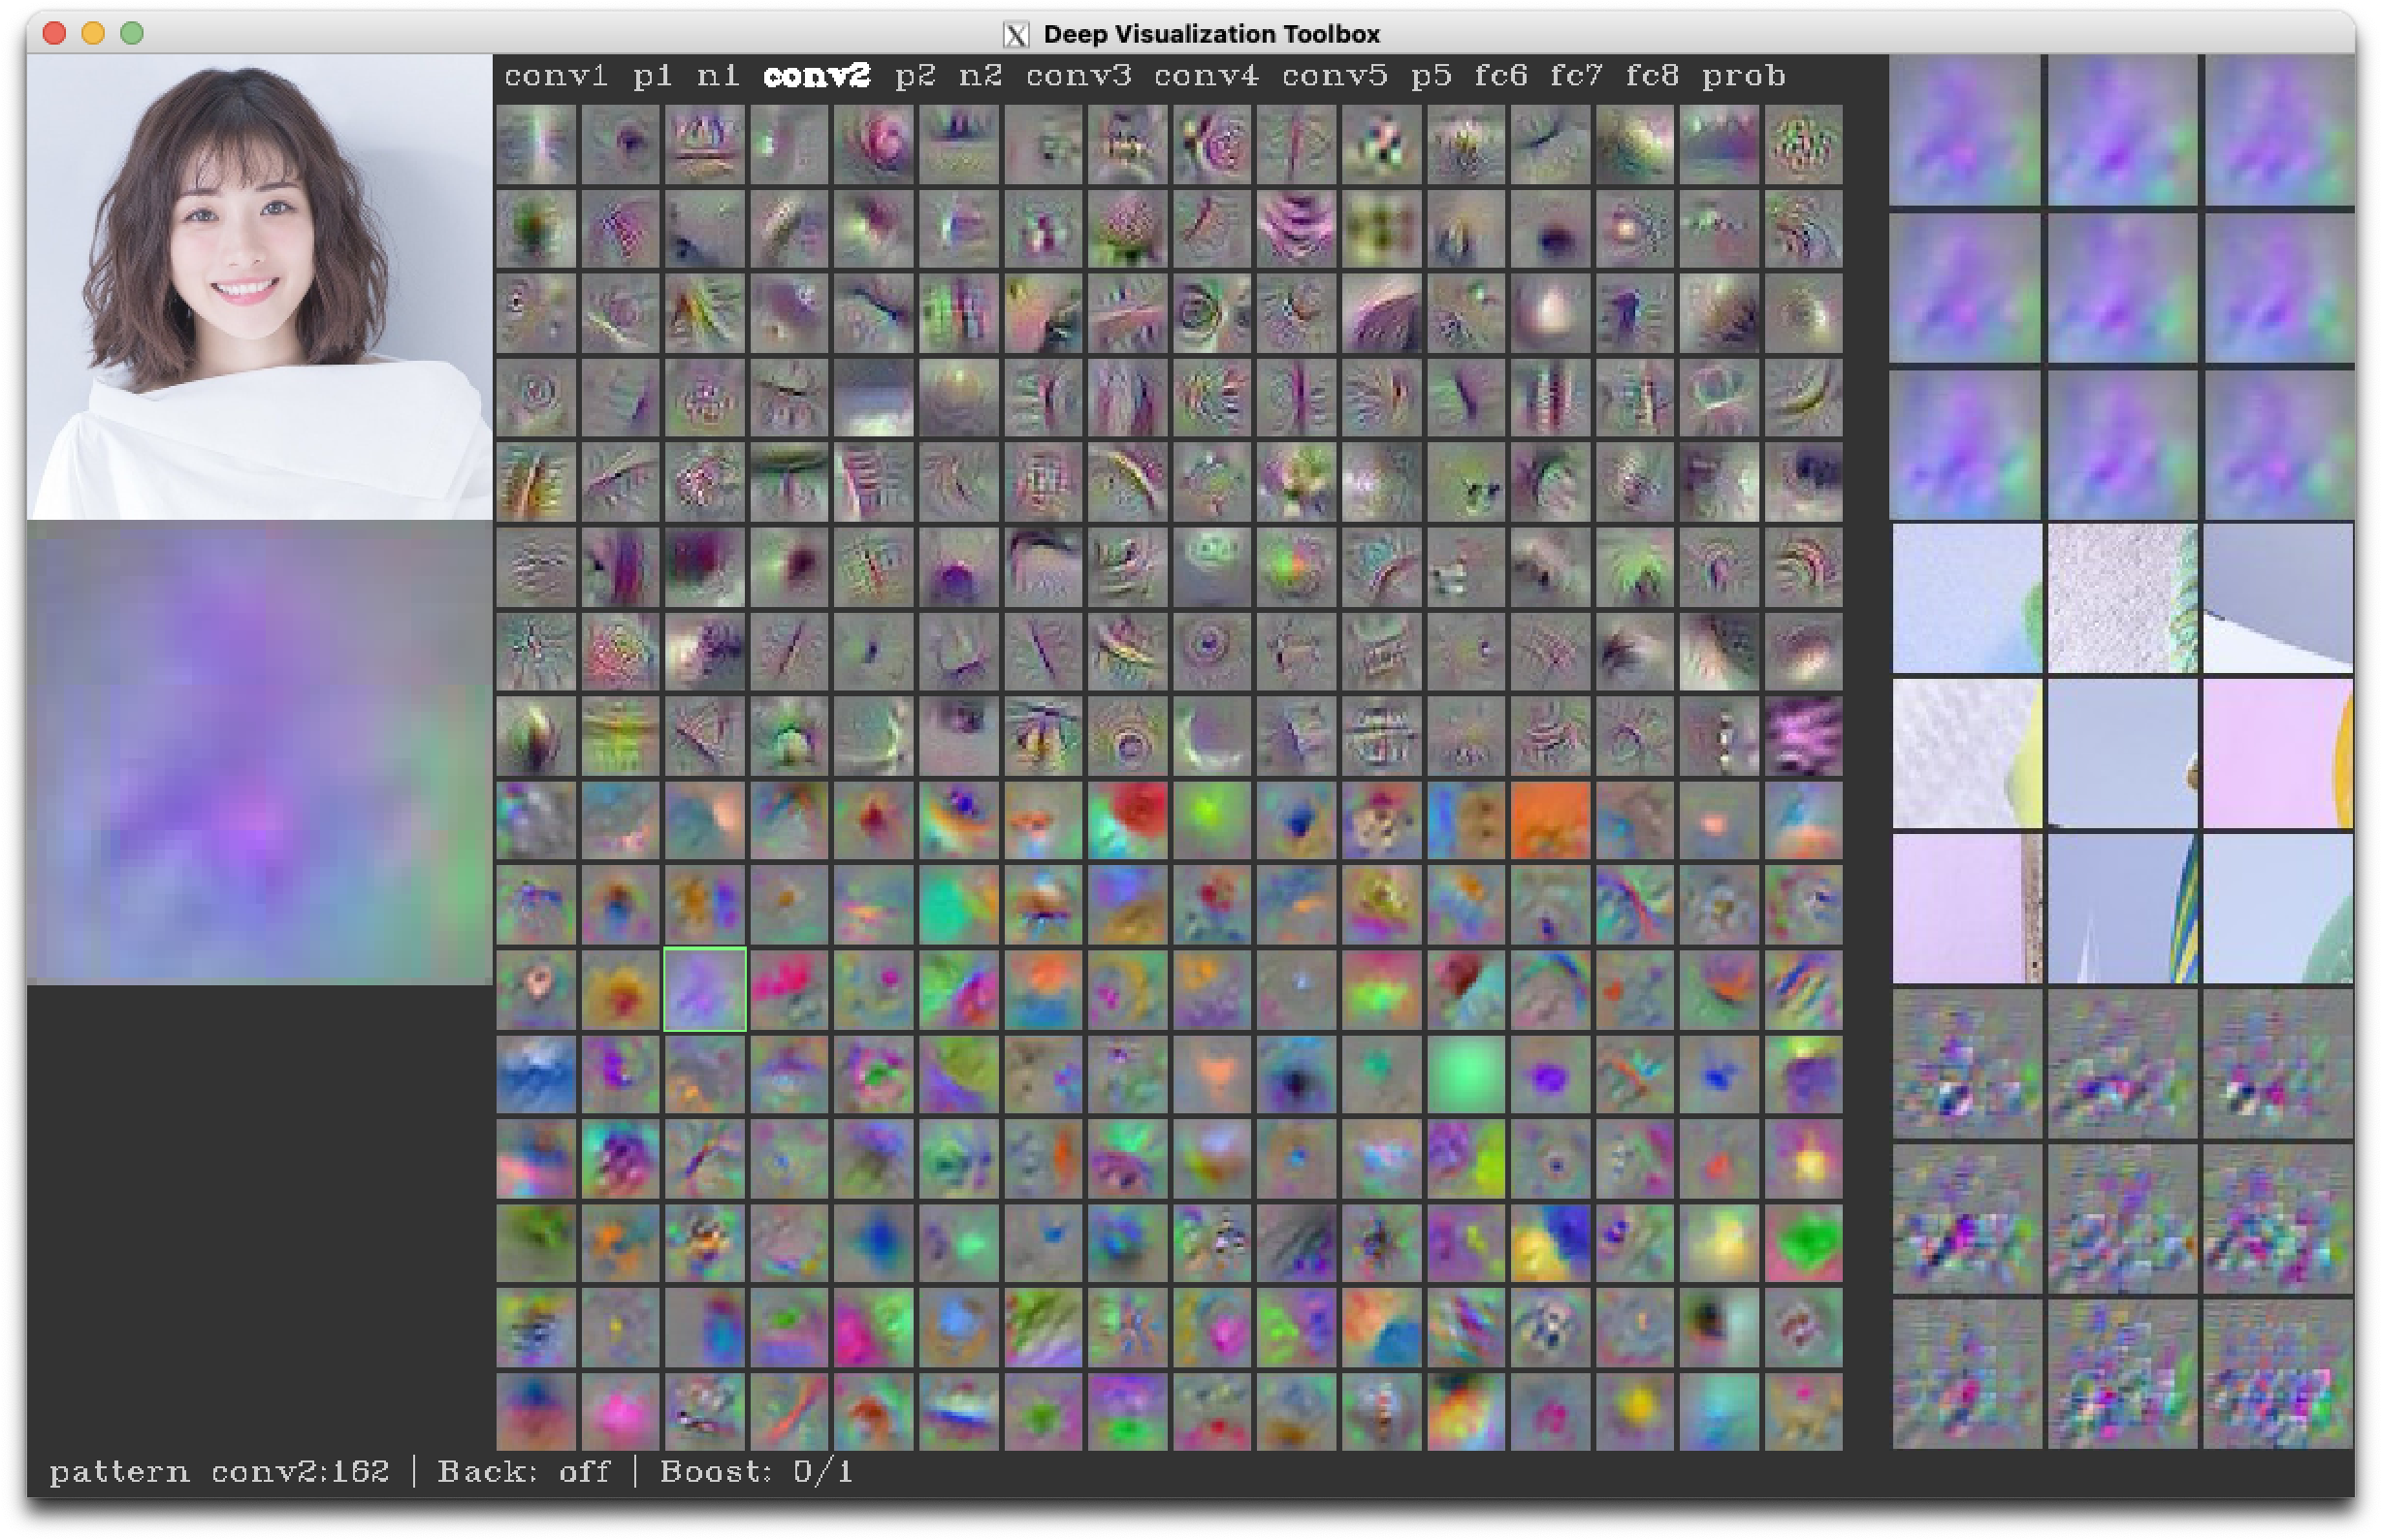 Deep Visualization Toolbox
conv1 p1 n1 conv2 p2 n2 conv3 conv4 conv5 p5 fc6 fc7 fc8 prob
pattern conv2:162 | Back: off | Boost: 0/1